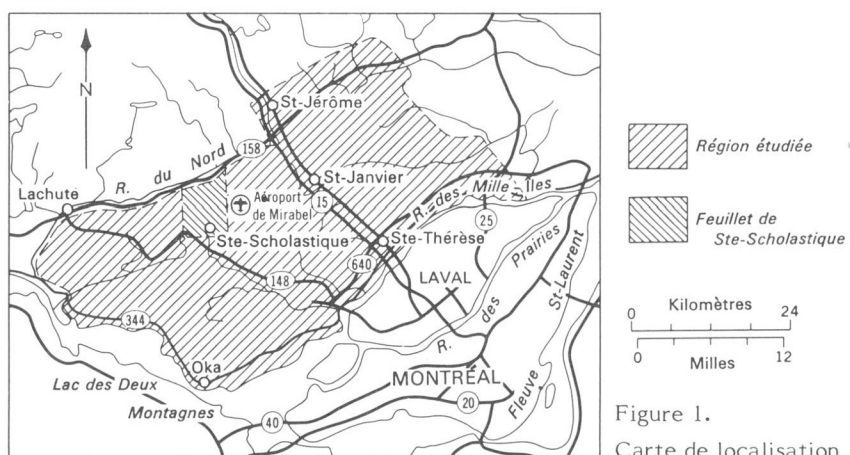 N
St-Jérôme
158
R. du Nord
Lachute
St-Janvier
Aéroport
de Mirabel
15
R. des Mille Îles
25
Ste-Scholastique
Ste-Thérèse
640
148
LAVAL
R. des Prairies
St-Laurent
344
Oka
Lac des Deux
Montagnes
MONTRÉAL
20
40
Fleuve
Région étudiée
Feuillet de
Ste-Scholastique
0 Kilomètres 24
0 Milles 12
Figure 1.
Carte de localisation